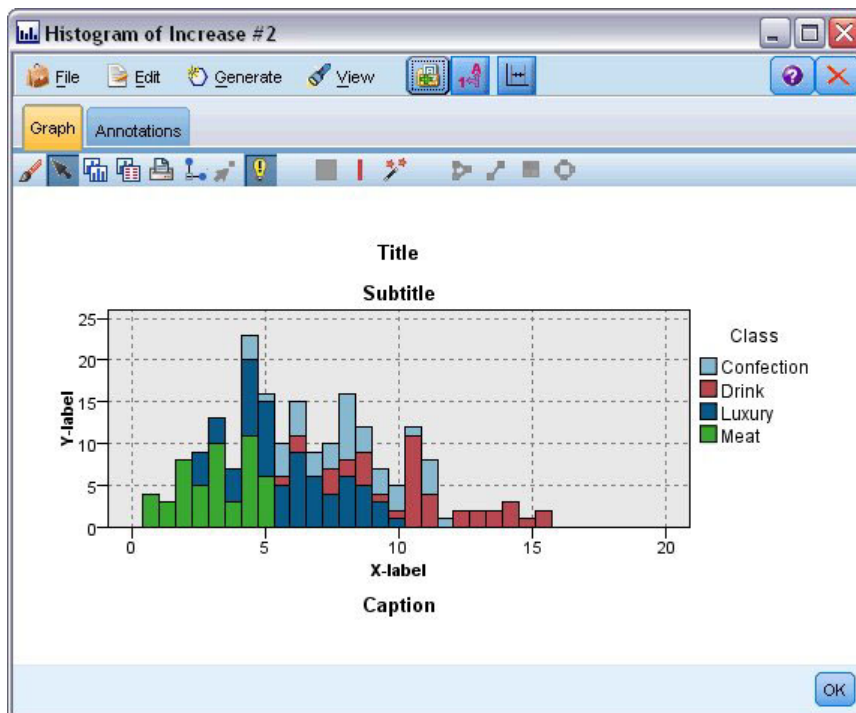 Histogram of Increase #2
File Edit Generate View
Graph Annotations
Title
Subtitle
25
20
15
10
5
0
Y-label
0 5 10 15 20
X-label
Caption
Class
Confection
Drink
Luxury
Meat
OK